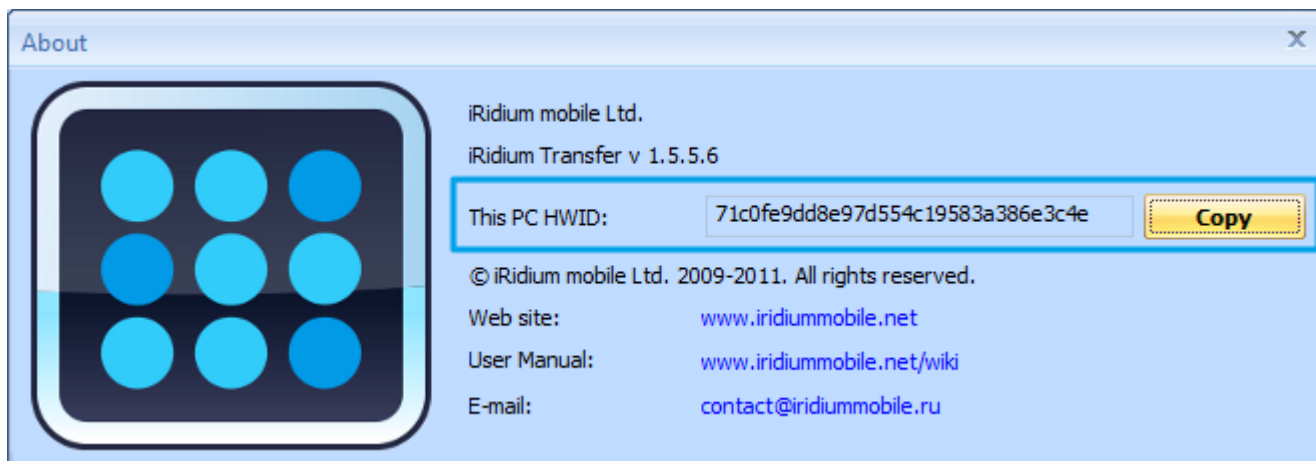 About
iRidium mobile Ltd.
iRidium Transfer v 1.5.5.6
This PC HWID: 71c0fe9dd8e97d554c19583a386e3c4e Copy
© iRidium mobile Ltd. 2009-2011. All rights reserved.
Web site: www.iridiummobile.net
User Manual: www.iridiummobile.net/wiki
E-mail: contact@iridiummobile.ru